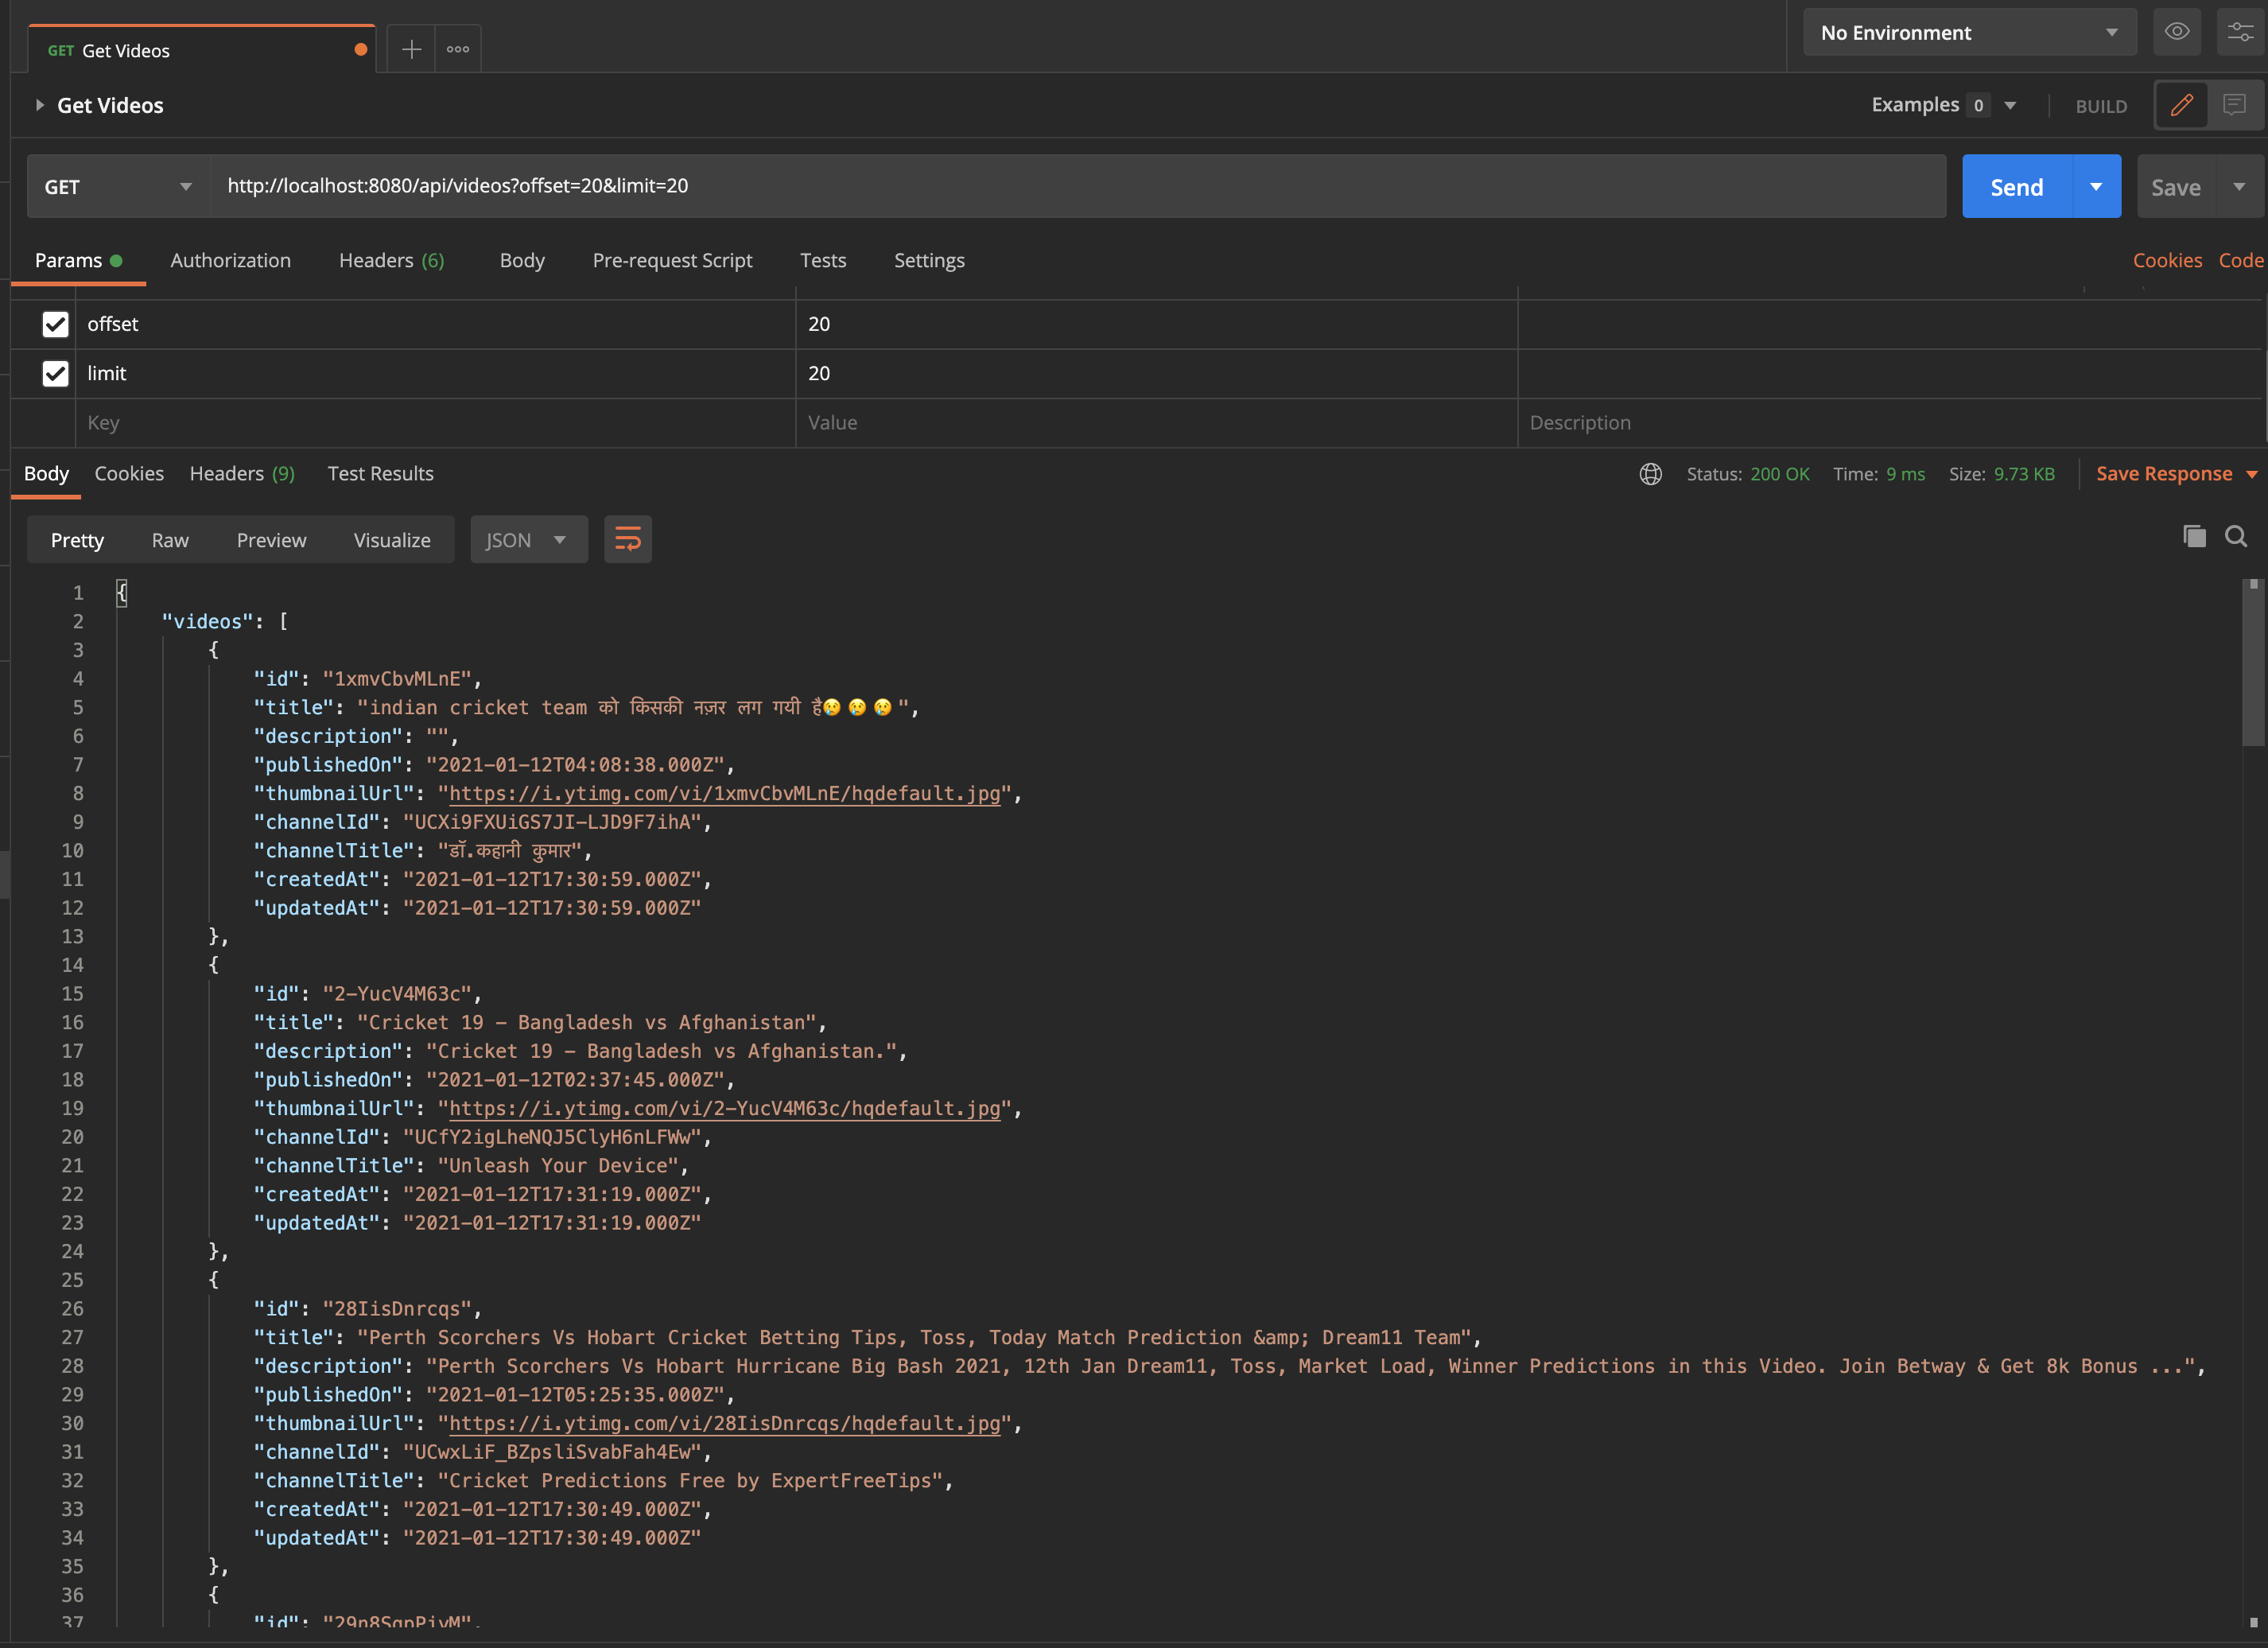 GET Get Videos
No Environment
Get Videos
Examples 0 BUILD
GET http://localhost:8080/api/videos?offset=20&limit=20 Send Save
Params Authorization Headers (6) Body Pre-request Script Tests Settings Cookies Code
offset 20
limit 20
Key Value Description
Body Cookies Headers (9) Test Results Status: 200 OK Time: 9 ms Size: 9.73 KB Save Response
Pretty Raw Preview Visualize JSON
1 {
2 "videos": [
3 {
4 "id": "1xmvCbvMLnE",
5 "title": "indian cricket team को किसकी नज़र लग गयी है😢😢😢",
6 "description": "",
7 "publishedOn": "2021-01-12T04:08:38.000Z",
8 "thumbnailUrl": "https://i.ytimg.com/vi/1xmvCbvMLnE/hqdefault.jpg",
9 "channelId": "UCXi9FXUiGS7JI-LJD9F7ihA",
10 "channelTitle": "डॉ.कहानी कुमार",
11 "createdAt": "2021-01-12T17:30:59.000Z",
12 "updatedAt": "2021-01-12T17:30:59.000Z"
13 },
14 {
15 "id": "2-YucV4M63c",
16 "title": "Cricket 19 - Bangladesh vs Afghanistan",
17 "description": "Cricket 19 - Bangladesh vs Afghanistan.",
18 "publishedOn": "2021-01-12T02:37:45.000Z",
19 "thumbnailUrl": "https://i.ytimg.com/vi/2-YucV4M63c/hqdefault.jpg",
20 "channelId": "UCfY2igLheNQJ5ClyH6nLFWw",
21 "channelTitle": "Unleash Your Device",
22 "createdAt": "2021-01-12T17:31:19.000Z",
23 "updatedAt": "2021-01-12T17:31:19.000Z"
24 },
25 {
26 "id": "28IisDnrcqs",
27 "title": "Perth Scorchers Vs Hobart Cricket Betting Tips, Toss, Today Match Prediction &amp; Dream11 Team",
28 "description": "Perth Scorchers Vs Hobart Hurricane Big Bash 2021, 12th Jan Dream11, Toss, Market Load, Winner Predictions in this Video. Join Betway & Get 8k Bonus ...",
29 "publishedOn": "2021-01-12T05:25:35.000Z",
30 "thumbnailUrl": "https://i.ytimg.com/vi/28IisDnrcqs/hqdefault.jpg",
31 "channelId": "UCwxLiF_BZpsliSvabFah4Ew",
32 "channelTitle": "Cricket Predictions Free by ExpertFreeTips",
33 "createdAt": "2021-01-12T17:30:49.000Z",
34 "updatedAt": "2021-01-12T17:30:49.000Z"
35 },
36 {
37 "id":